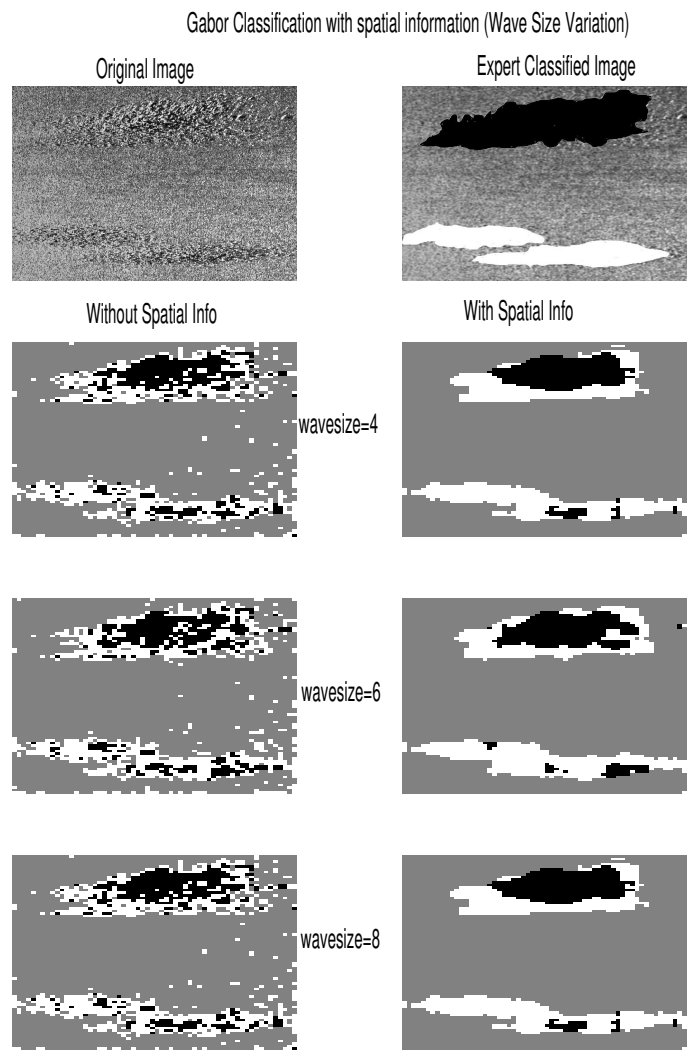 Gabor Classification with spatial information (Wave Size Variation)
Original Image
Expert Classified Image
Without Spatial Info
With Spatial Info
wavesize=4
wavesize=6
wavesize=8